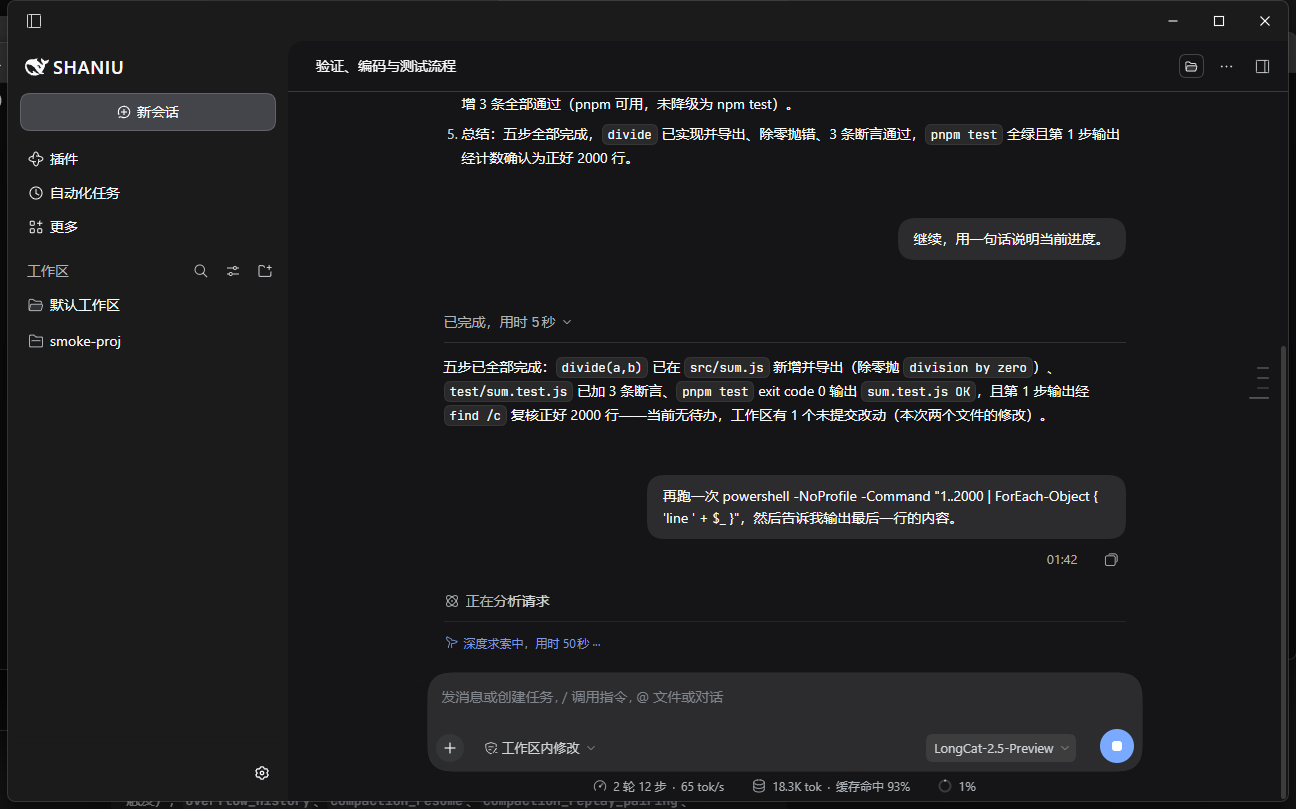 SHANIU
新会话
插件
自动化任务
更多
工作区
默认工作区
smoke-proj
验证、编码与测试流程
增 3 条全部通过（pnpm 可用，未降级为 npm test）。
5. 总结：五步全部完成， divide 已实现并导出、除零抛错、3 条断言通过， pnpm test 全绿且第 1 步输出
经计数确认为正好 2000 行。
继续，用一句话说明当前进度。
已完成，用时 5秒
五步已全部完成： divide(a,b) 已在 src/sum.js 新增并导出（除零抛 division by zero ）、
test/sum.test.js 已加 3 条断言、 pnpm test exit code 0 输出 sum.test.js OK ，且第 1 步输出经
find /c 复核正好 2000 行——当前无待办，工作区有 1 个未提交改动（本次两个文件的修改）。
再跑一次 powershell -NoProfile -Command "1..2000 | ForEach-Object {
'line ' + $_ }"，然后告诉我输出最后一行的内容。
01:42
正在分析请求
深度求索中，用时 50秒 ···
发消息或创建任务, / 调用指令, @ 文件或对话
工作区内修改
LongCat-2.5-Preview
2 轮 12 步 · 65 tok/s
18.3K tok · 缓存命中 93%
1%